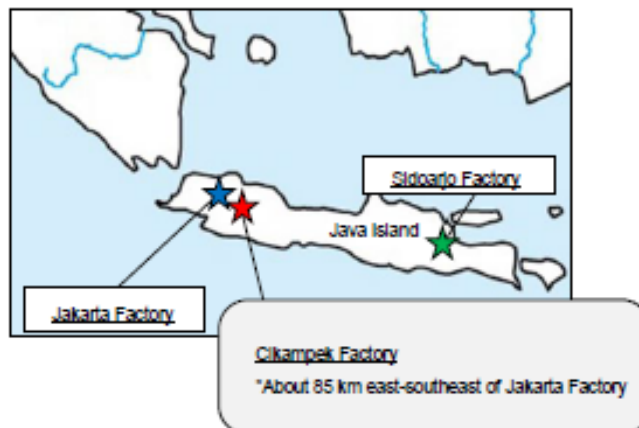 Sidoarjo Factory
Java Island
Jakarta Factory
Cikampek Factory
"About 85 km east-southeast of Jakarta Factory